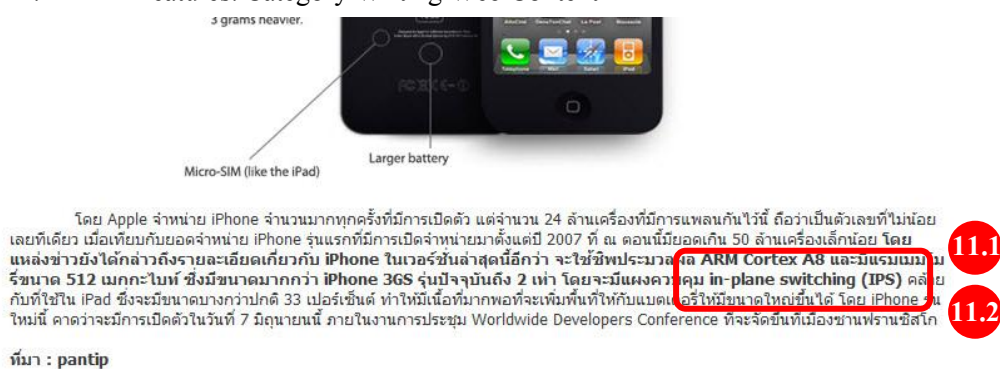 3 grams heavier.
Telephone Mail Safari iPod
Micro-SIM (like the iPad)
Larger battery
โดย Apple จำหน่าย iPhone จำนวนมากทุกครั้งที่มีการเปิดตัว แต่จำนวน 24 ล้านเครื่องที่มีการแพลนกันไว้นี้ ถือว่าเป็นตัวเลขที่ไม่น้อย
เลยทีเดียว เมื่อเทียบกับยอดจำหน่าย iPhone รุ่นแรกที่มีการเปิดจำหน่ายมาตั้งแต่ปี 2007 ที่ ณ ตอนนี้มียอดเกิน 50 ล้านเครื่องเล็กน้อย โดย
แหล่งข่าวยังได้กล่าวถึงรายละเอียดเกี่ยวกับ iPhone ในเวอร์ชั่นล่าสุดนี้อีกว่า จะใช้ชิพประมวลผล ARM Cortex A8 และมีแรมเมมโม
รี่ขนาด 512 เมกกะไบท์ ซึ่งมีขนาดมากกว่า iPhone 3GS รุ่นปัจจุบันถึง 2 เท่า โดยจะมีแผงควบคุม in-plane switching (IPS) คล้าย
กับที่ใช้ใน iPad ซึ่งจะมีขนาดบางกว่าปกติ 33 เปอร์เซ็นต์ ทำให้มีเนื้อที่มากพอที่จะเพิ่มพื้นที่ให้กับแบตเตอรี่ให้มีขนาดใหญ่ขึ้นได้ โดย iPhone รุ่น
ใหม่นี้ คาดว่าจะมีการเปิดตัวในวันที่ 7 มิถุนายนนี้ ภายในงานการประชุม Worldwide Developers Conference ที่จะจัดขึ้นที่เมืองซานฟรานซิสโก
11.1
11.2
ที่มา : pantip